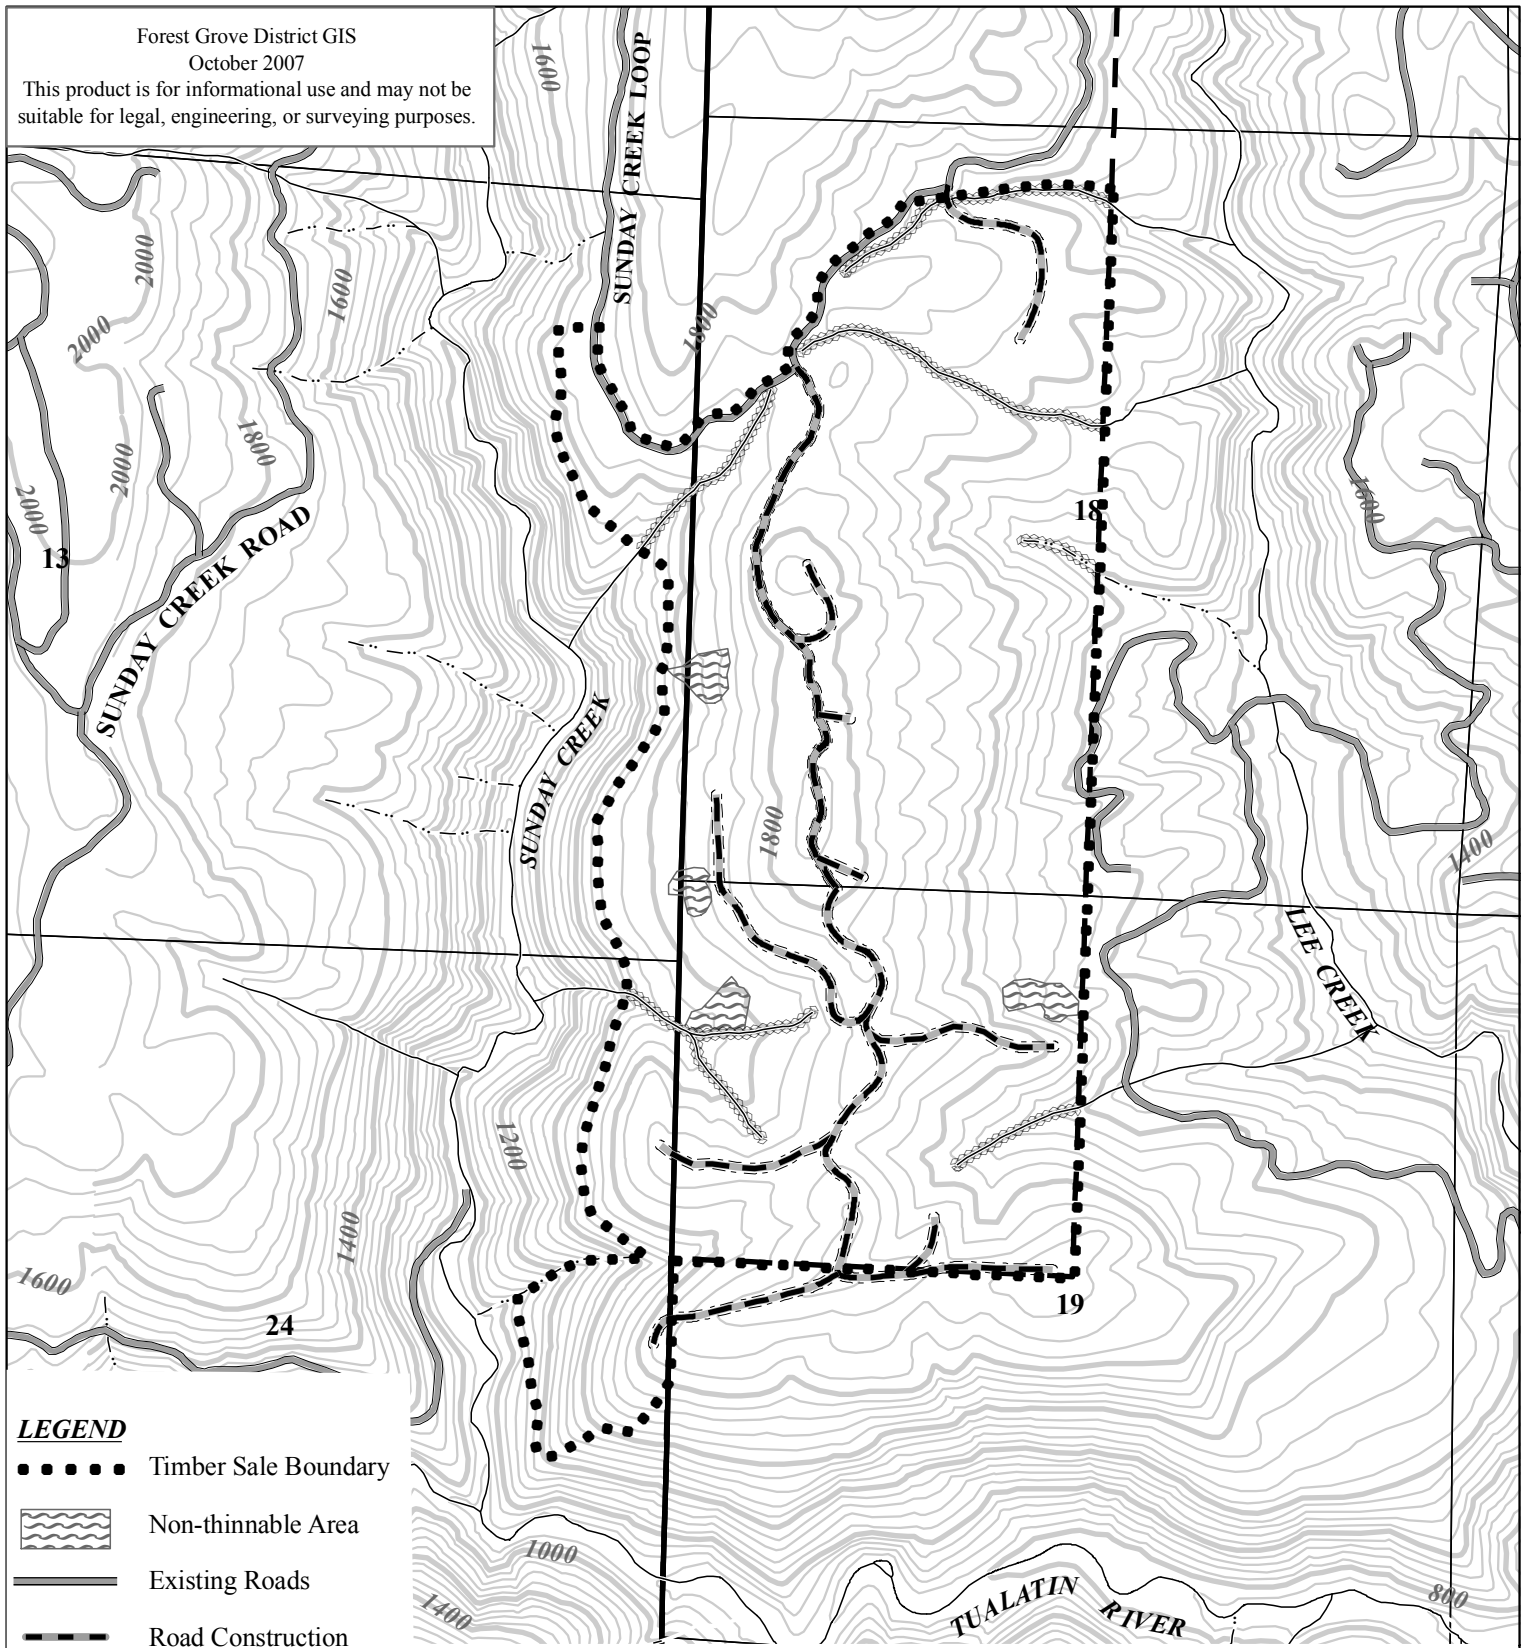 Forest Grove District GIS
October 2007
This product is for informational use and may not be
suitable for legal, engineering, or surveying purposes.
1600
SUNDAY CREEK LOOP
2000
1600
2000
1800
1800
2000
2000
1600
18
13
SUNDAY CREEK ROAD
SUNDAY CREEK
1800
1400
LEE CREEK
1200
1400
1600
24
19
LEGEND
Timber Sale Boundary
Non-thinnable Area
Existing Roads
Road Construction
1000
1400
TUALATIN RIVER
800